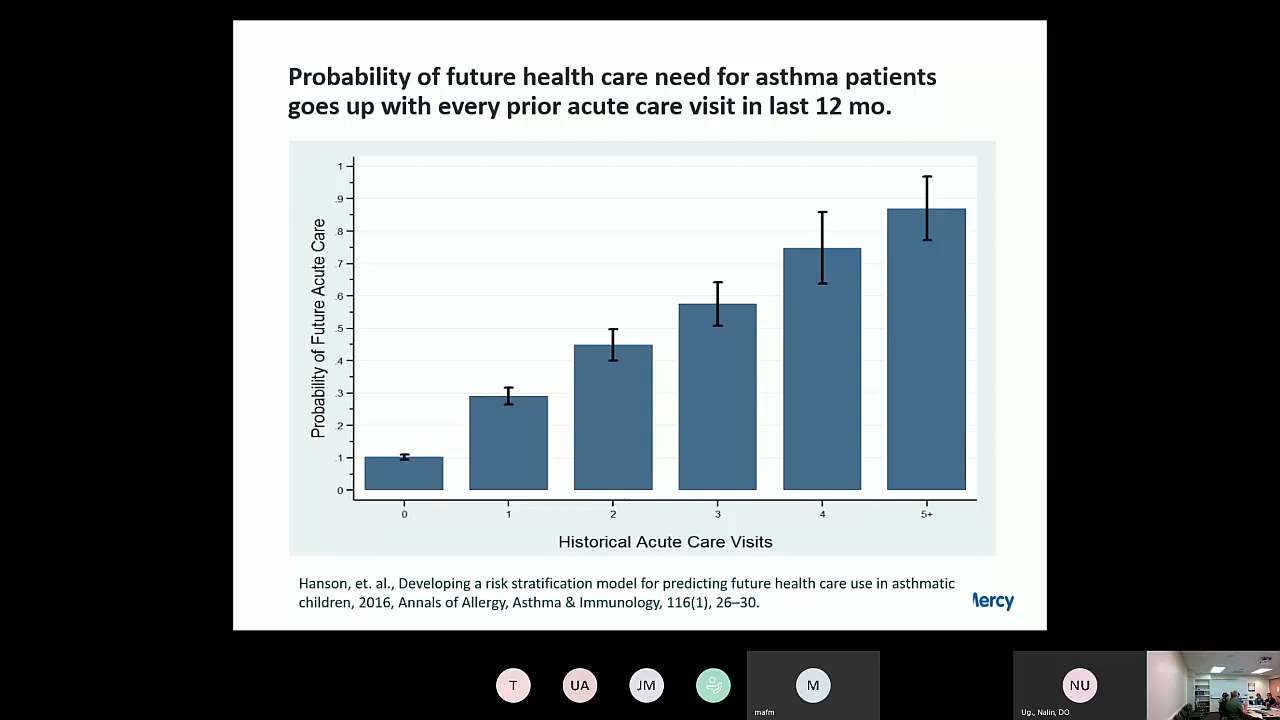 Probability of future health care need for asthma patients
goes up with every prior acute care visit in last 12 mo.
Probability of Future Acute Care
1
.9
.8
.7
.6
.5
.4
.3
.2
.1
0
0 1 2 3 4 5+
Historical Acute Care Visits
Hanson, et. al., Developing a risk stratification model for predicting future health care use in asthmatic
children, 2016, Annals of Allergy, Asthma & Immunology, 116(1), 26–30.
Mercy
T UA JM M NU
mafm
Ug., Nalin, DO